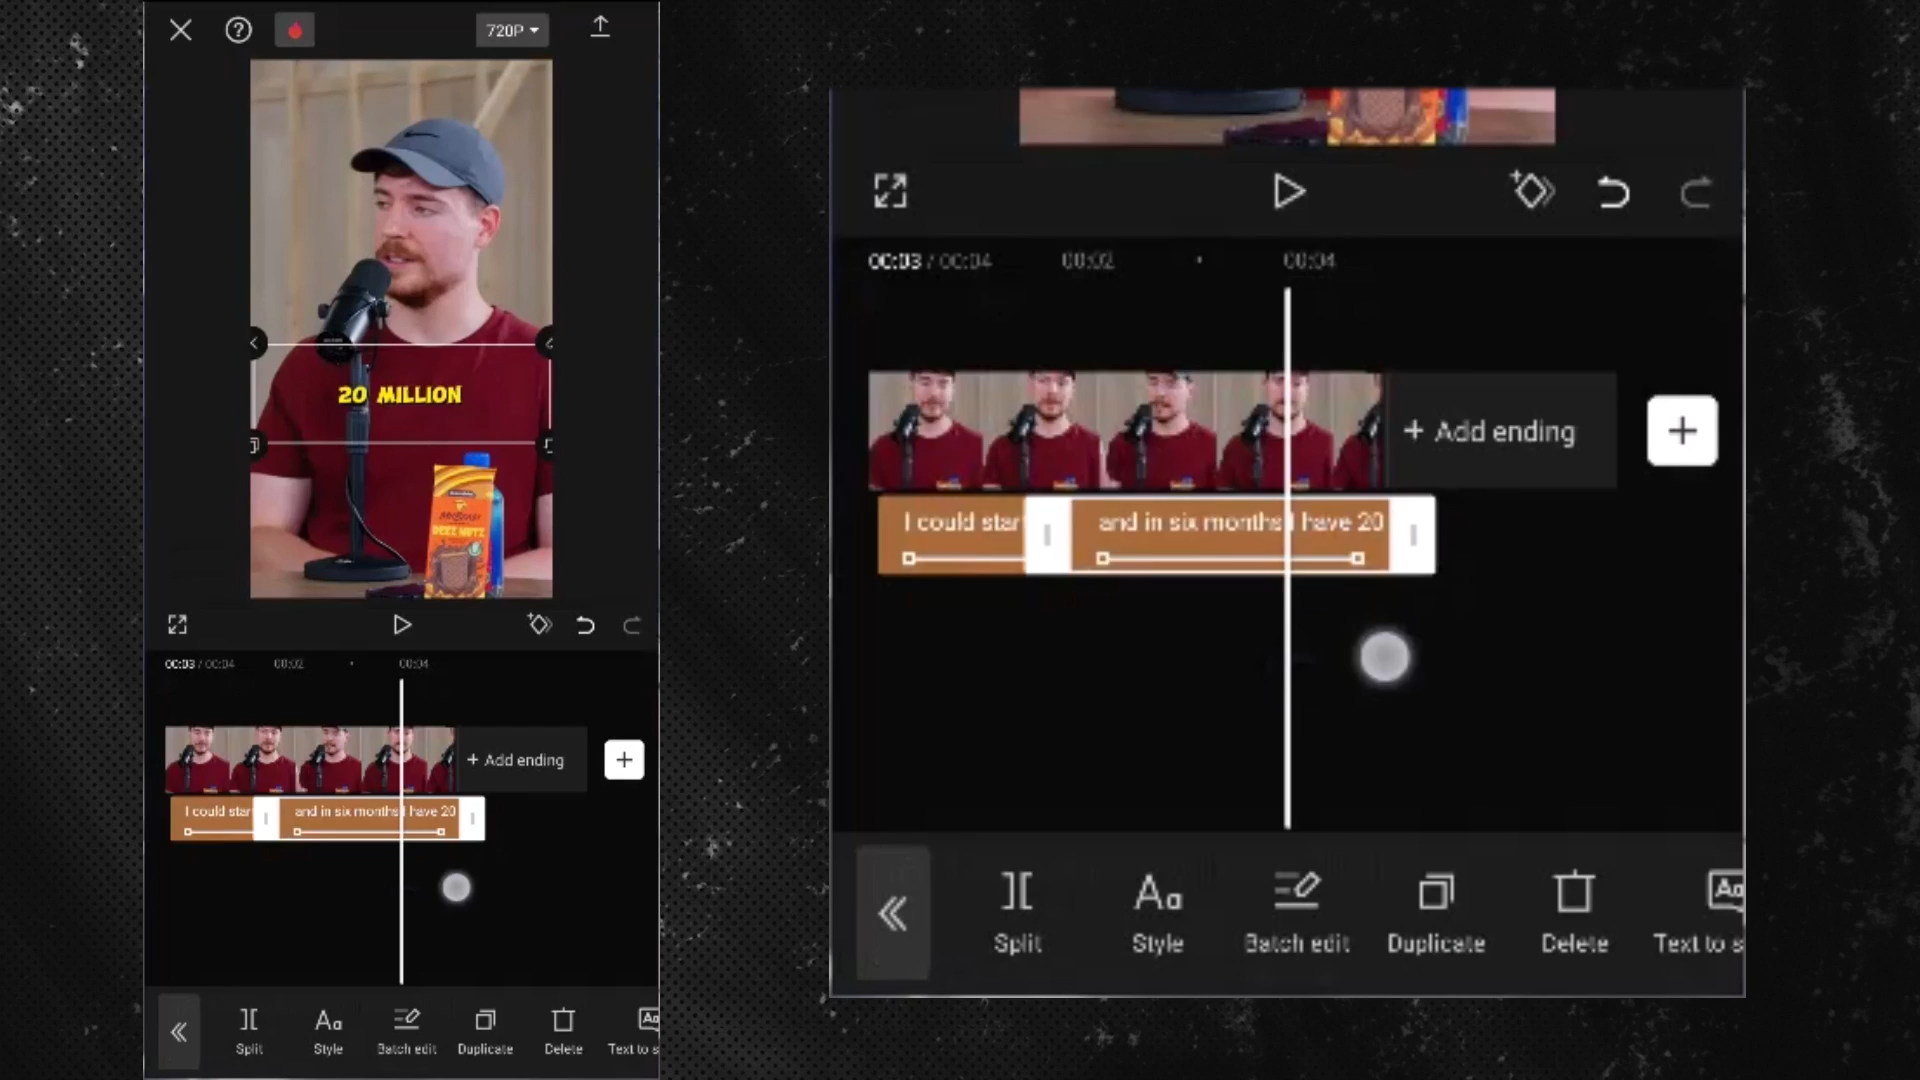 720P
20 MILLION
DEEZ NUTZ
00:03 / 00:04 00:02 00:04
+ Add ending
I could star and in six months I have 20
Split Style Batch edit Duplicate Delete Text to s
00:03 / 00:04 00:02 00:04
+ Add ending
I could star and in six months I have 20
Split Style Batch edit Duplicate Delete Text to s